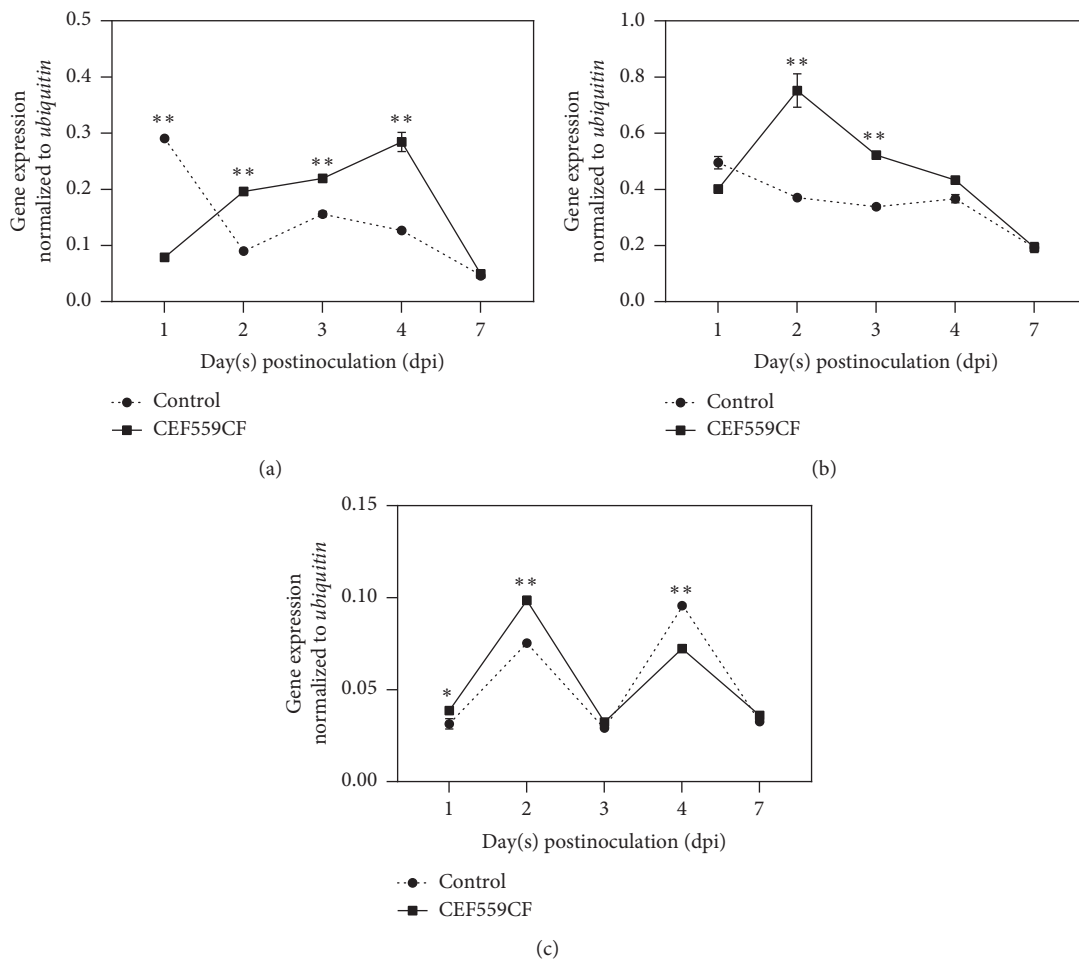 Gene expression
normalized to ubiquitin
0.5
0.4
0.3
0.2
0.1
0.0
** ** ** **
1 2 3 4 7
Day(s) postinoculation (dpi)
Control
CEF559CF
(a)
Gene expression
normalized to ubiquitin
1.0
0.8
0.6
0.4
0.2
0.0
** **
1 2 3 4 7
Day(s) postinoculation (dpi)
Control
CEF559CF
(b)
Gene expression
normalized to ubiquitin
0.15
0.10
0.05
0.00
* ** **
1 2 3 4 7
Day(s) postinoculation (dpi)
Control
CEF559CF
(c)